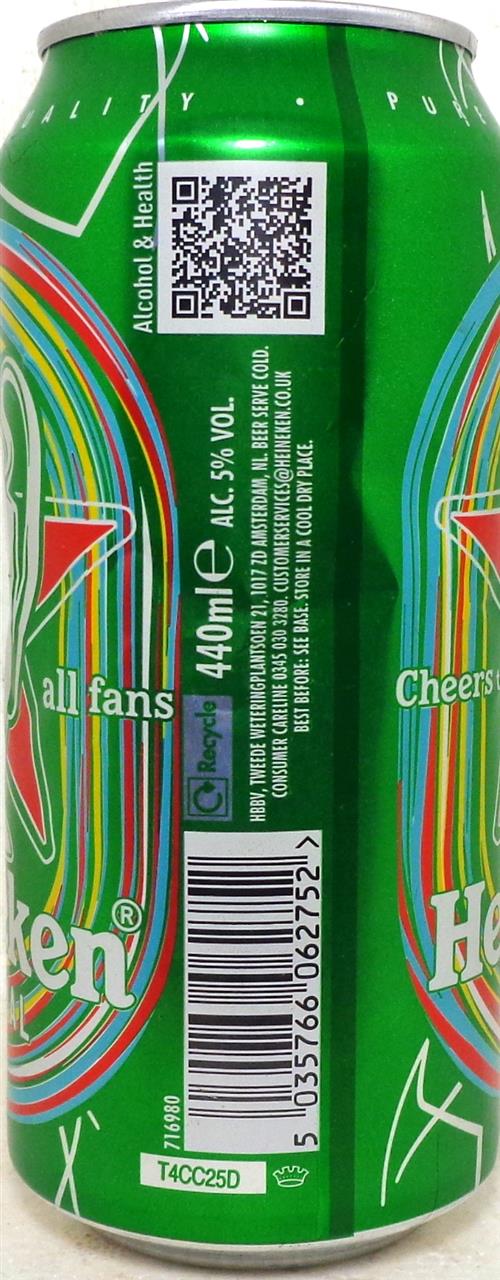 UALITY • PURE
Alcohol & Health
440ml e ALC. 5% VOL.
HBBV, TWEEDE WETERINGPLANTSOEN 21, 1017 ZD AMSTERDAM, NL. BEER SERVE COLD.
CONSUMER CARELINE 0345 030 3280. CUSTOMERSERVICES@HEINEKEN.CO.UK
BEST BEFORE: SEE BASE. STORE IN A COOL DRY PLACE.
Recycle
all fans
Cheers
ken®
He
AL
5 035766 062752 >
716980
T4CC25D